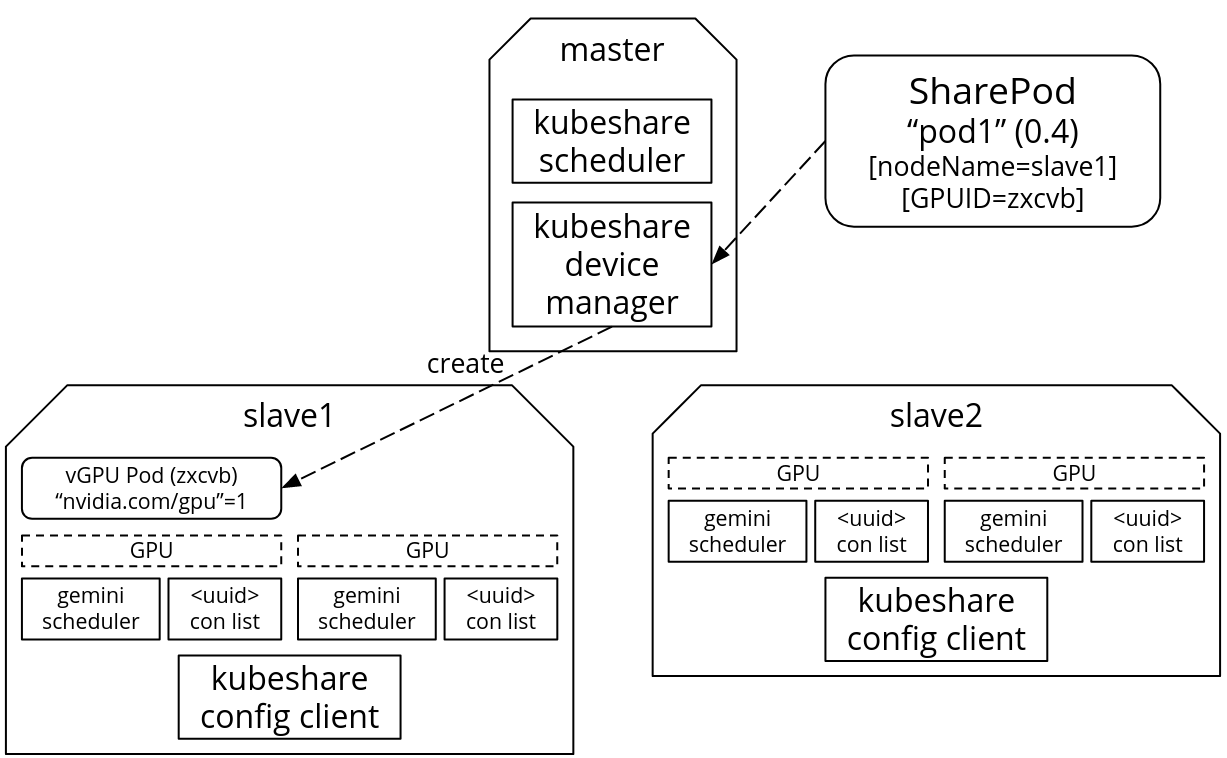 master
kubeshare
scheduler
kubeshare
device
manager
SharePod
“pod1” (0.4)
[nodeName=slave1]
[GPUID=zxcvb]
create
slave1
vGPU Pod (zxcvb)
“nvidia.com/gpu”=1
GPU
GPU
gemini
scheduler
<uuid>
con list
gemini
scheduler
<uuid>
con list
kubeshare
config client
slave2
GPU
GPU
gemini
scheduler
<uuid>
con list
gemini
scheduler
<uuid>
con list
kubeshare
config client